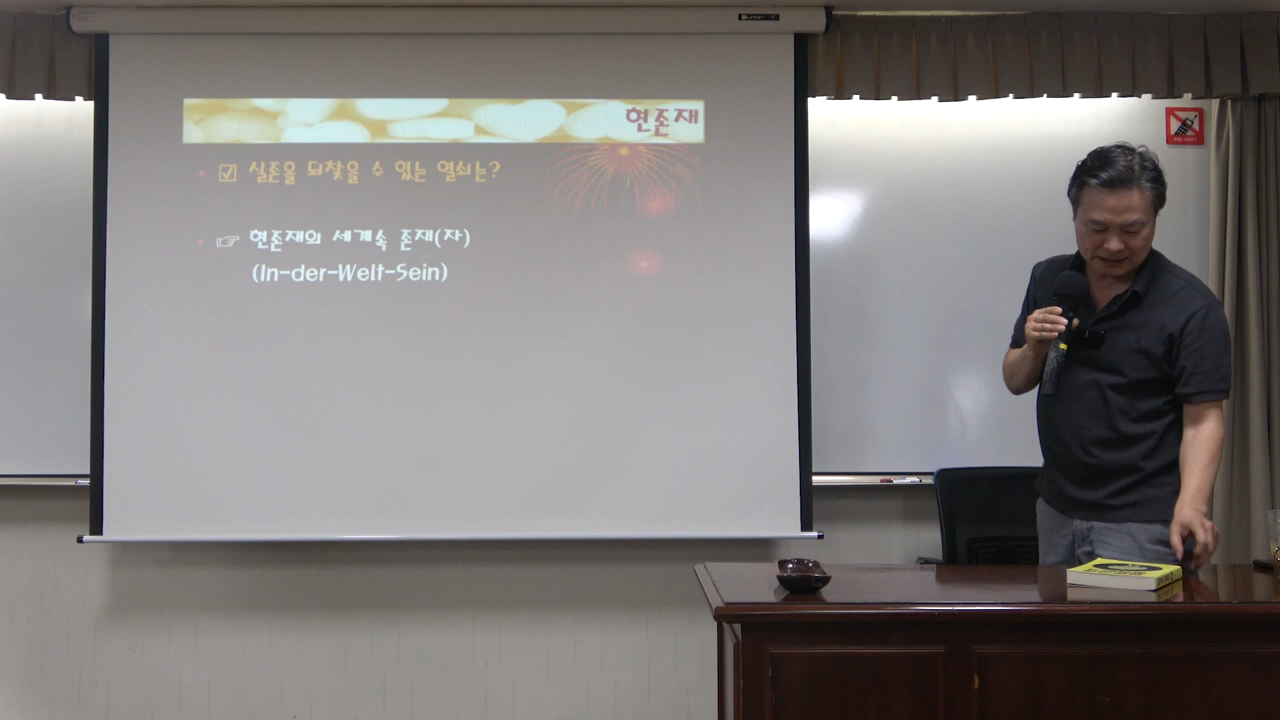 현존재
☑ 실존을 되찾을 수 있는 열쇠는?
☞ 현존재의 세계속 존재(자)
(In-der-Welt-Sein)